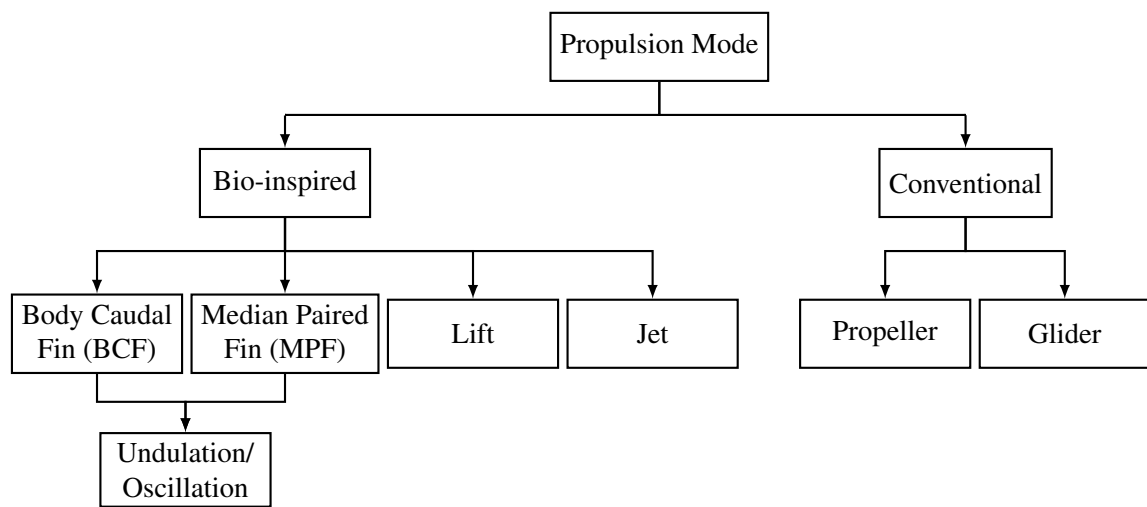 Propulsion Mode
Bio-inspired
Conventional
Body Caudal
Fin (BCF)
Median Paired
Fin (MPF)
Lift
Jet
Propeller
Glider
Undulation/
Oscillation